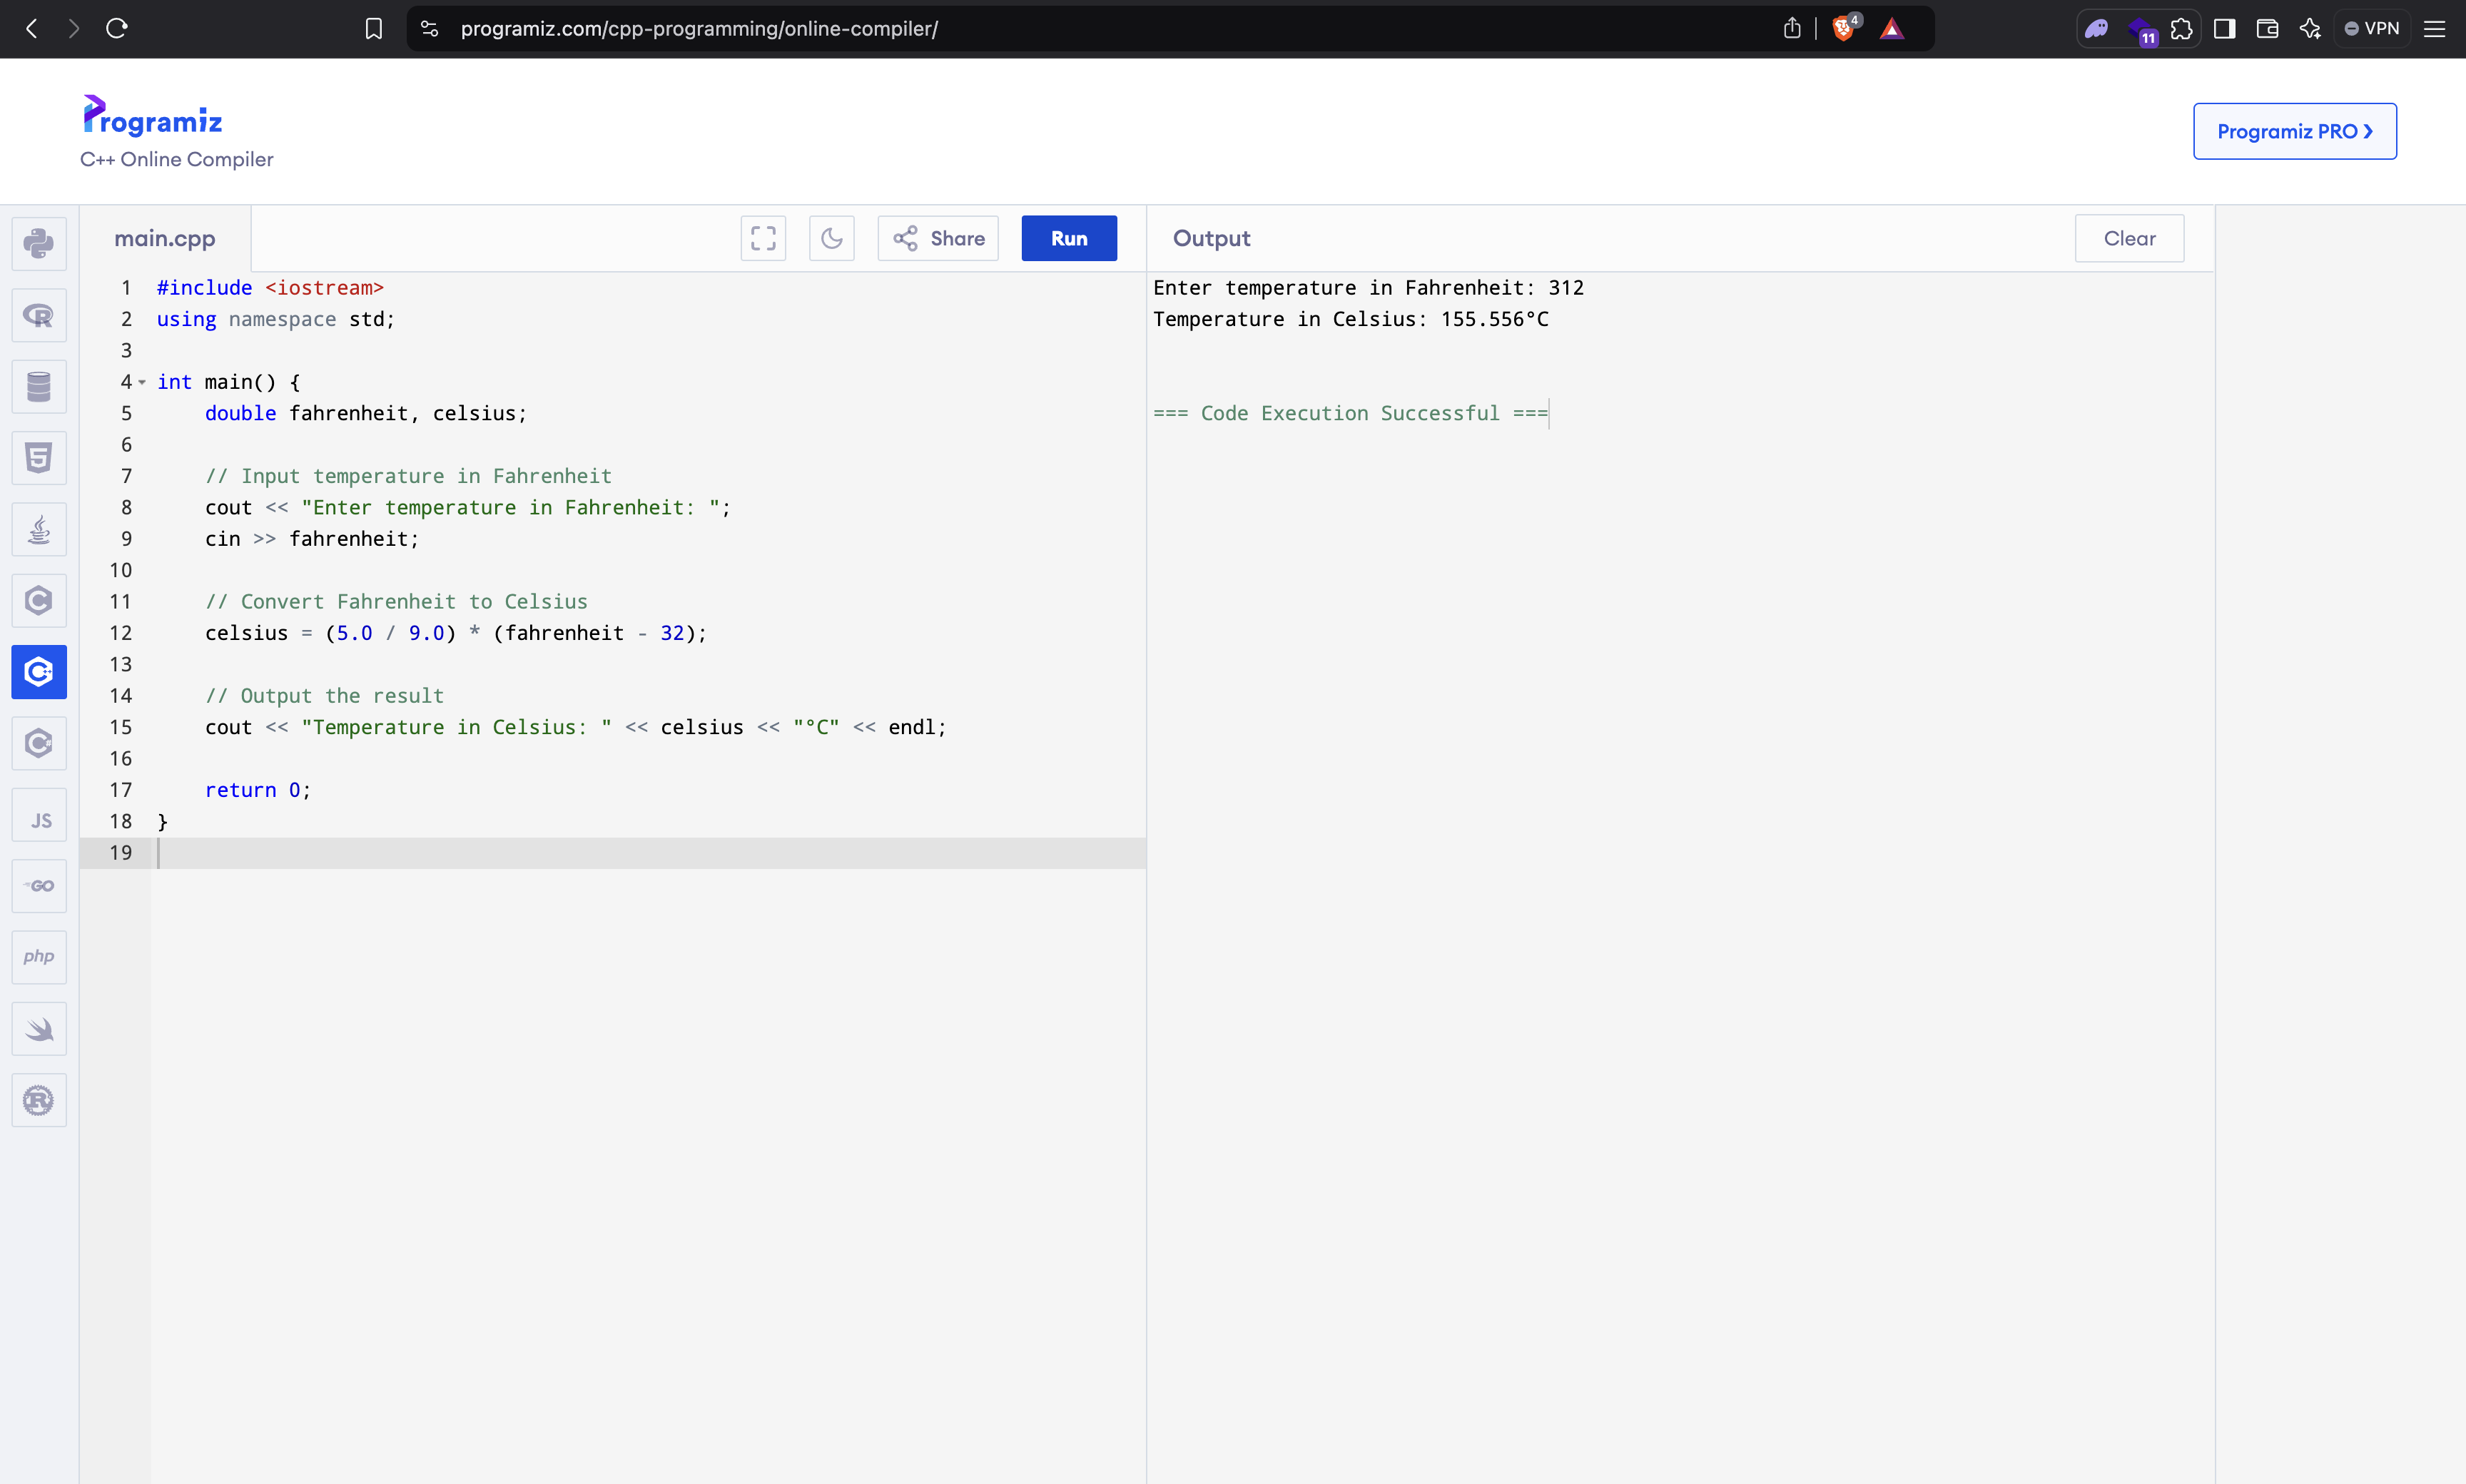 programiz.com/cpp-programming/online-compiler/
4
11
VPN
Programiz
C++ Online Compiler
Programiz PRO ❯
main.cpp
Share
Run
Output
Clear
1 #include <iostream>
2 using namespace std;
3
4 int main() {
5     double fahrenheit, celsius;
6
7     // Input temperature in Fahrenheit
8     cout << "Enter temperature in Fahrenheit: ";
9     cin >> fahrenheit;
10
11     // Convert Fahrenheit to Celsius
12     celsius = (5.0 / 9.0) * (fahrenheit - 32);
13
14     // Output the result
15     cout << "Temperature in Celsius: " << celsius << "°C" << endl;
16
17     return 0;
18 }
19
Enter temperature in Fahrenheit: 312
Temperature in Celsius: 155.556°C
=== Code Execution Successful ===
R
5
C
C++
C#
JS
GO
php
R